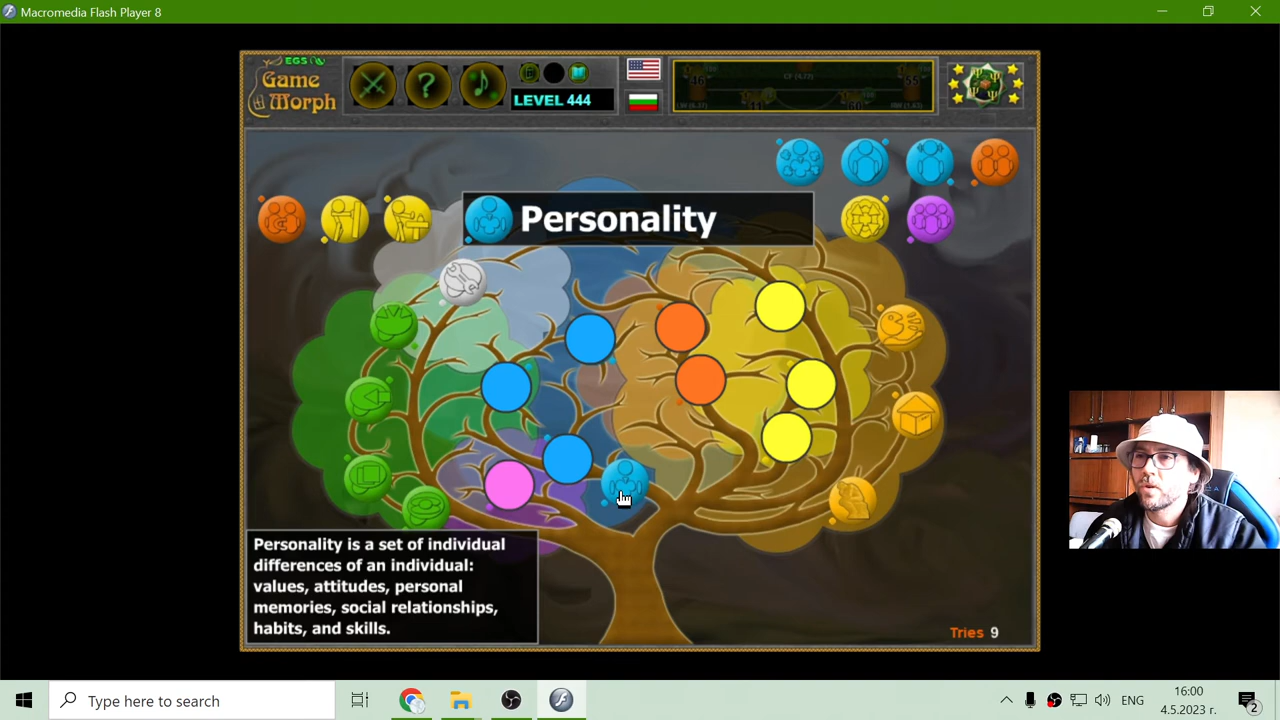 Macromedia Flash Player 8
EGS
Game
Morph
LEVEL 444
Personality
Personality is a set of individual
differences of an individual:
values, attitudes, personal
memories, social relationships,
habits, and skills.
Tries 9
Type here to search
ENG
16:00
4.5.2023 г.
2